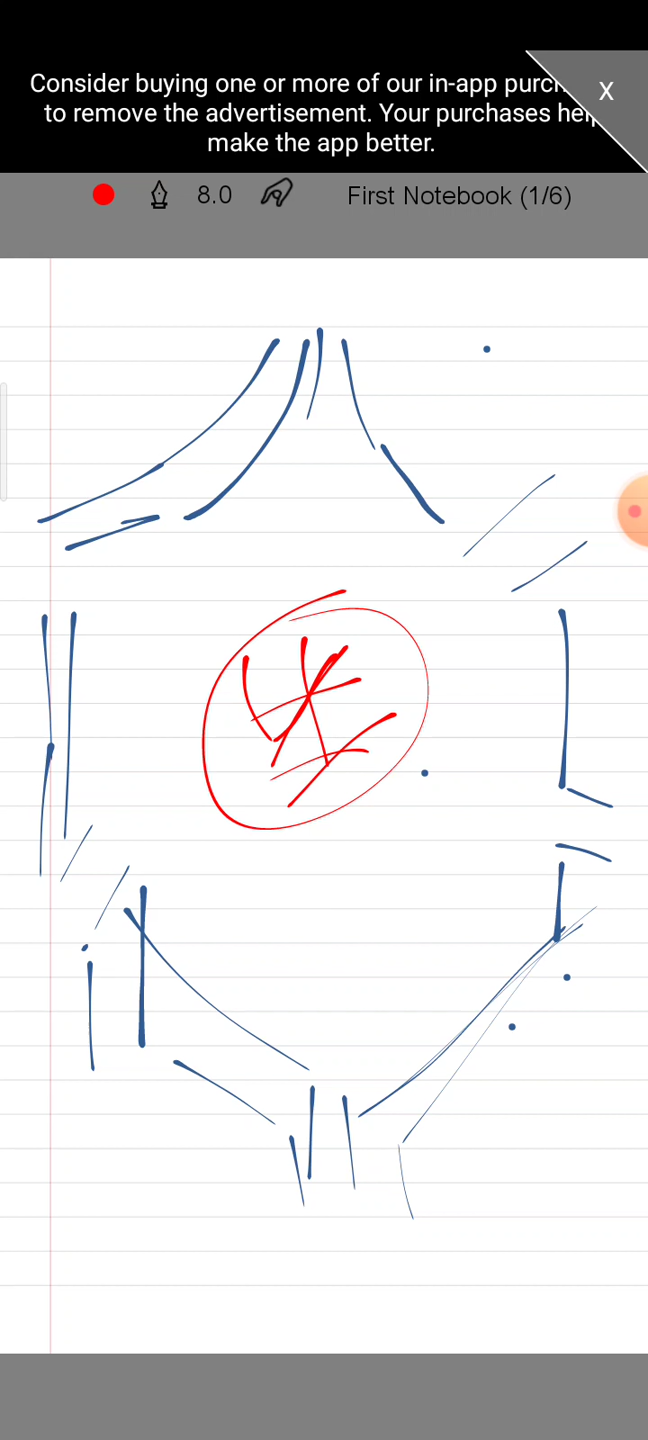 Consider buying one or more of our in-app purch
to remove the advertisement. Your purchases help
make the app better.
X
8.0
First Notebook (1/6)